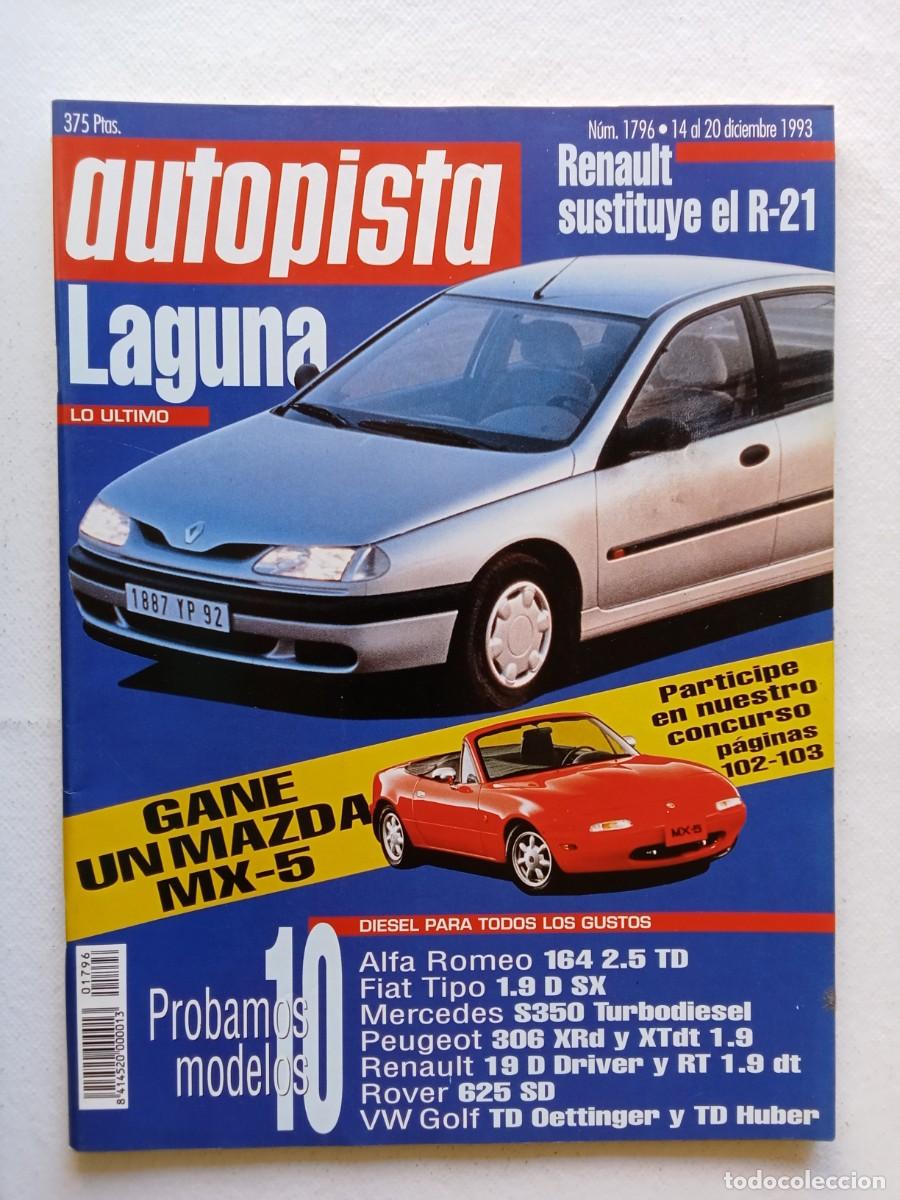 375 Ptas.
Núm. 1796 • 14 al 20 diciembre 1993
autopista
Renault
sustituye el R-21
Laguna
LO ULTIMO
1887 YP 92
Participe
en nuestro
concurso
páginas
102-103
GANE
UN MAZDA
MX-5
MX-5
DIESEL PARA TODOS LOS GUSTOS
Probamos 10
modelos
Alfa Romeo 164 2.5 TD
Fiat Tipo 1.9 D SX
Mercedes S350 Turbodiesel
Peugeot 306 XRd y XTdt 1.9
Renault 19 D Driver y RT 1.9 dt
Rover 625 SD
VW Golf TD Oettinger y TD Huber
01796
8 414520 000013
todocoleccion